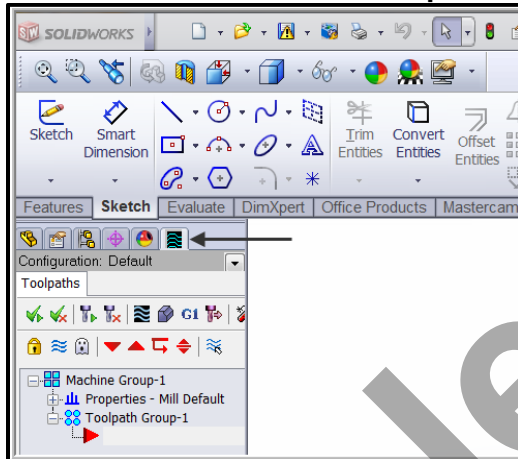 SOLIDWORKS
Sketch
Smart Dimension
Trim Entities
Convert Entities
Offset Entities
Features Sketch Evaluate DimXpert Office Products Mastercam
Configuration: Default
Toolpaths
G1
Machine Group-1
Properties - Mill Default
Toolpath Group-1
le